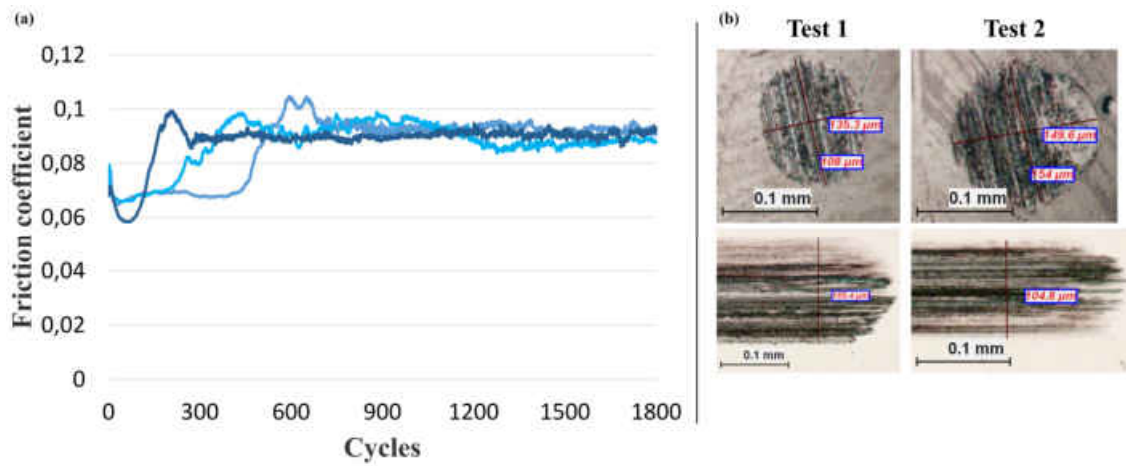 (a)
0,12
0,1
0,08
0,06
0,04
0,02
0
Friction coefficient
0 300 600 900 1200 1500 1800
Cycles
(b)
Test 1 Test 2
135.3 µm
108 µm
0.1 mm
149.6 µm
154 µm
0.1 mm
0.1 mm
104.8 µm
0.1 mm